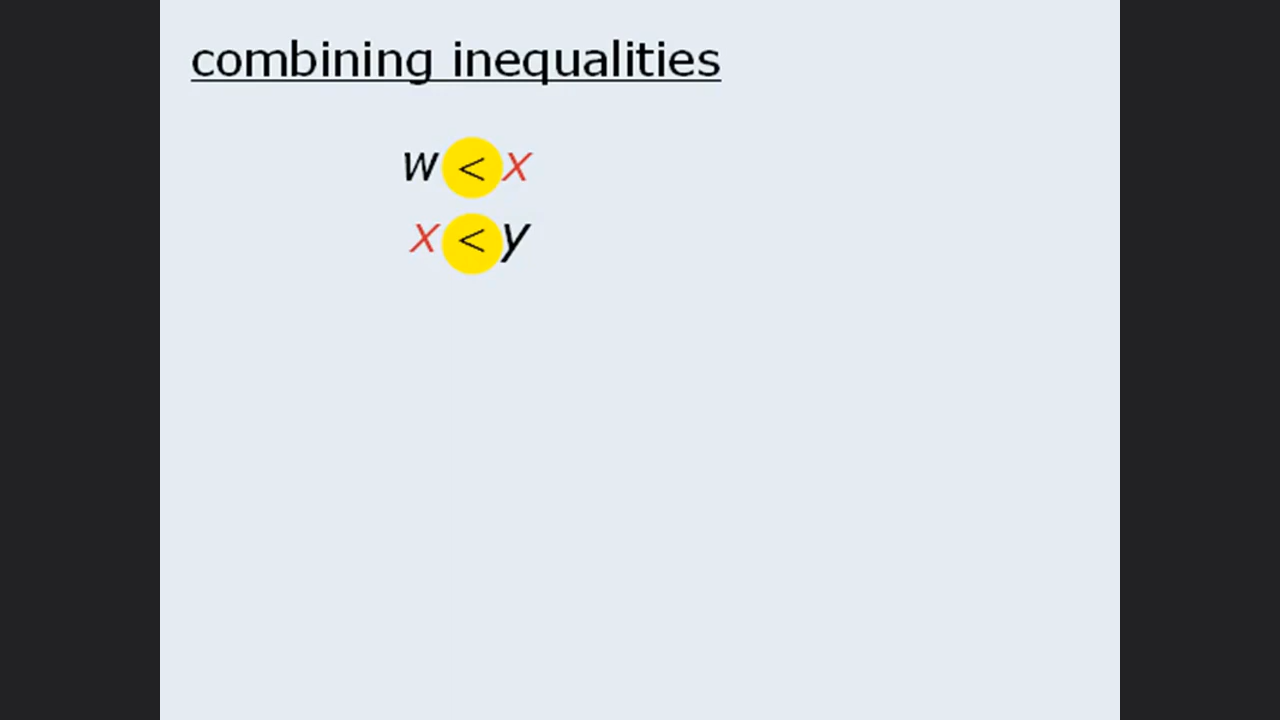 combining inequalities
w < x
x < y